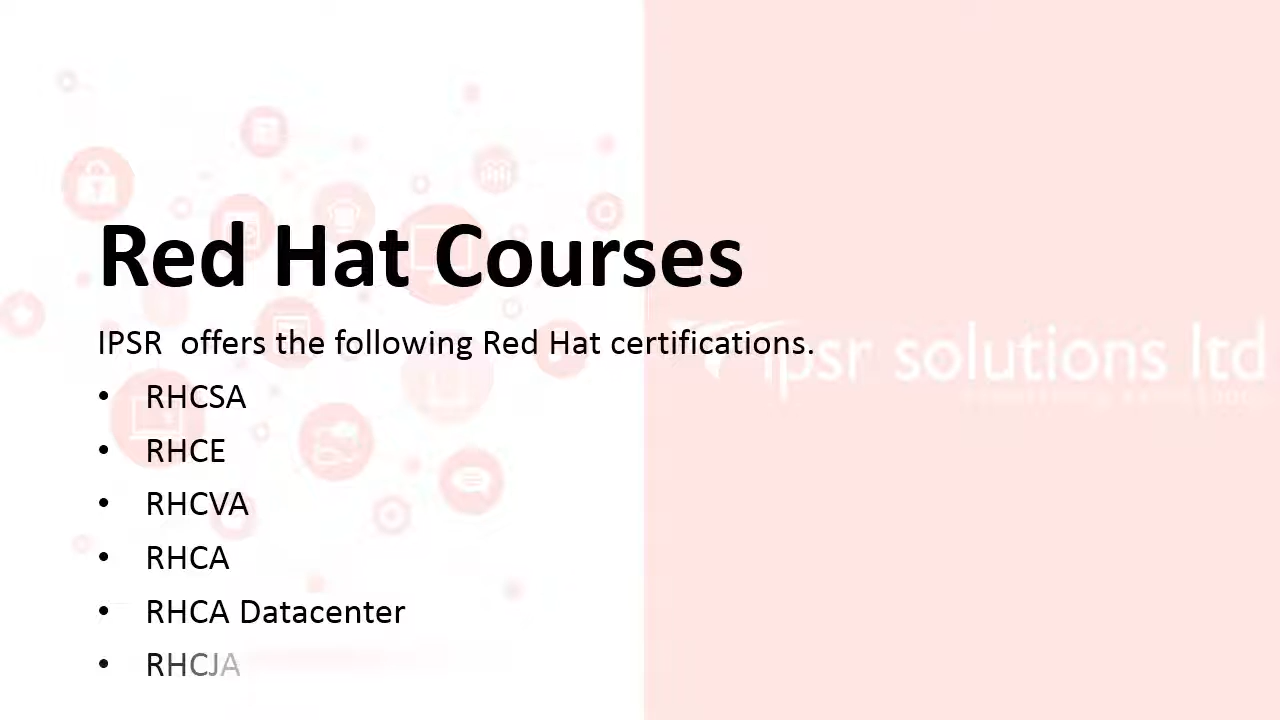 Red Hat Courses
IPSR offers the following Red Hat certifications.
ipsr solutions ltd
• RHCSA
• RHCE
• RHCVA
• RHCA
• RHCA Datacenter
• RHCJA